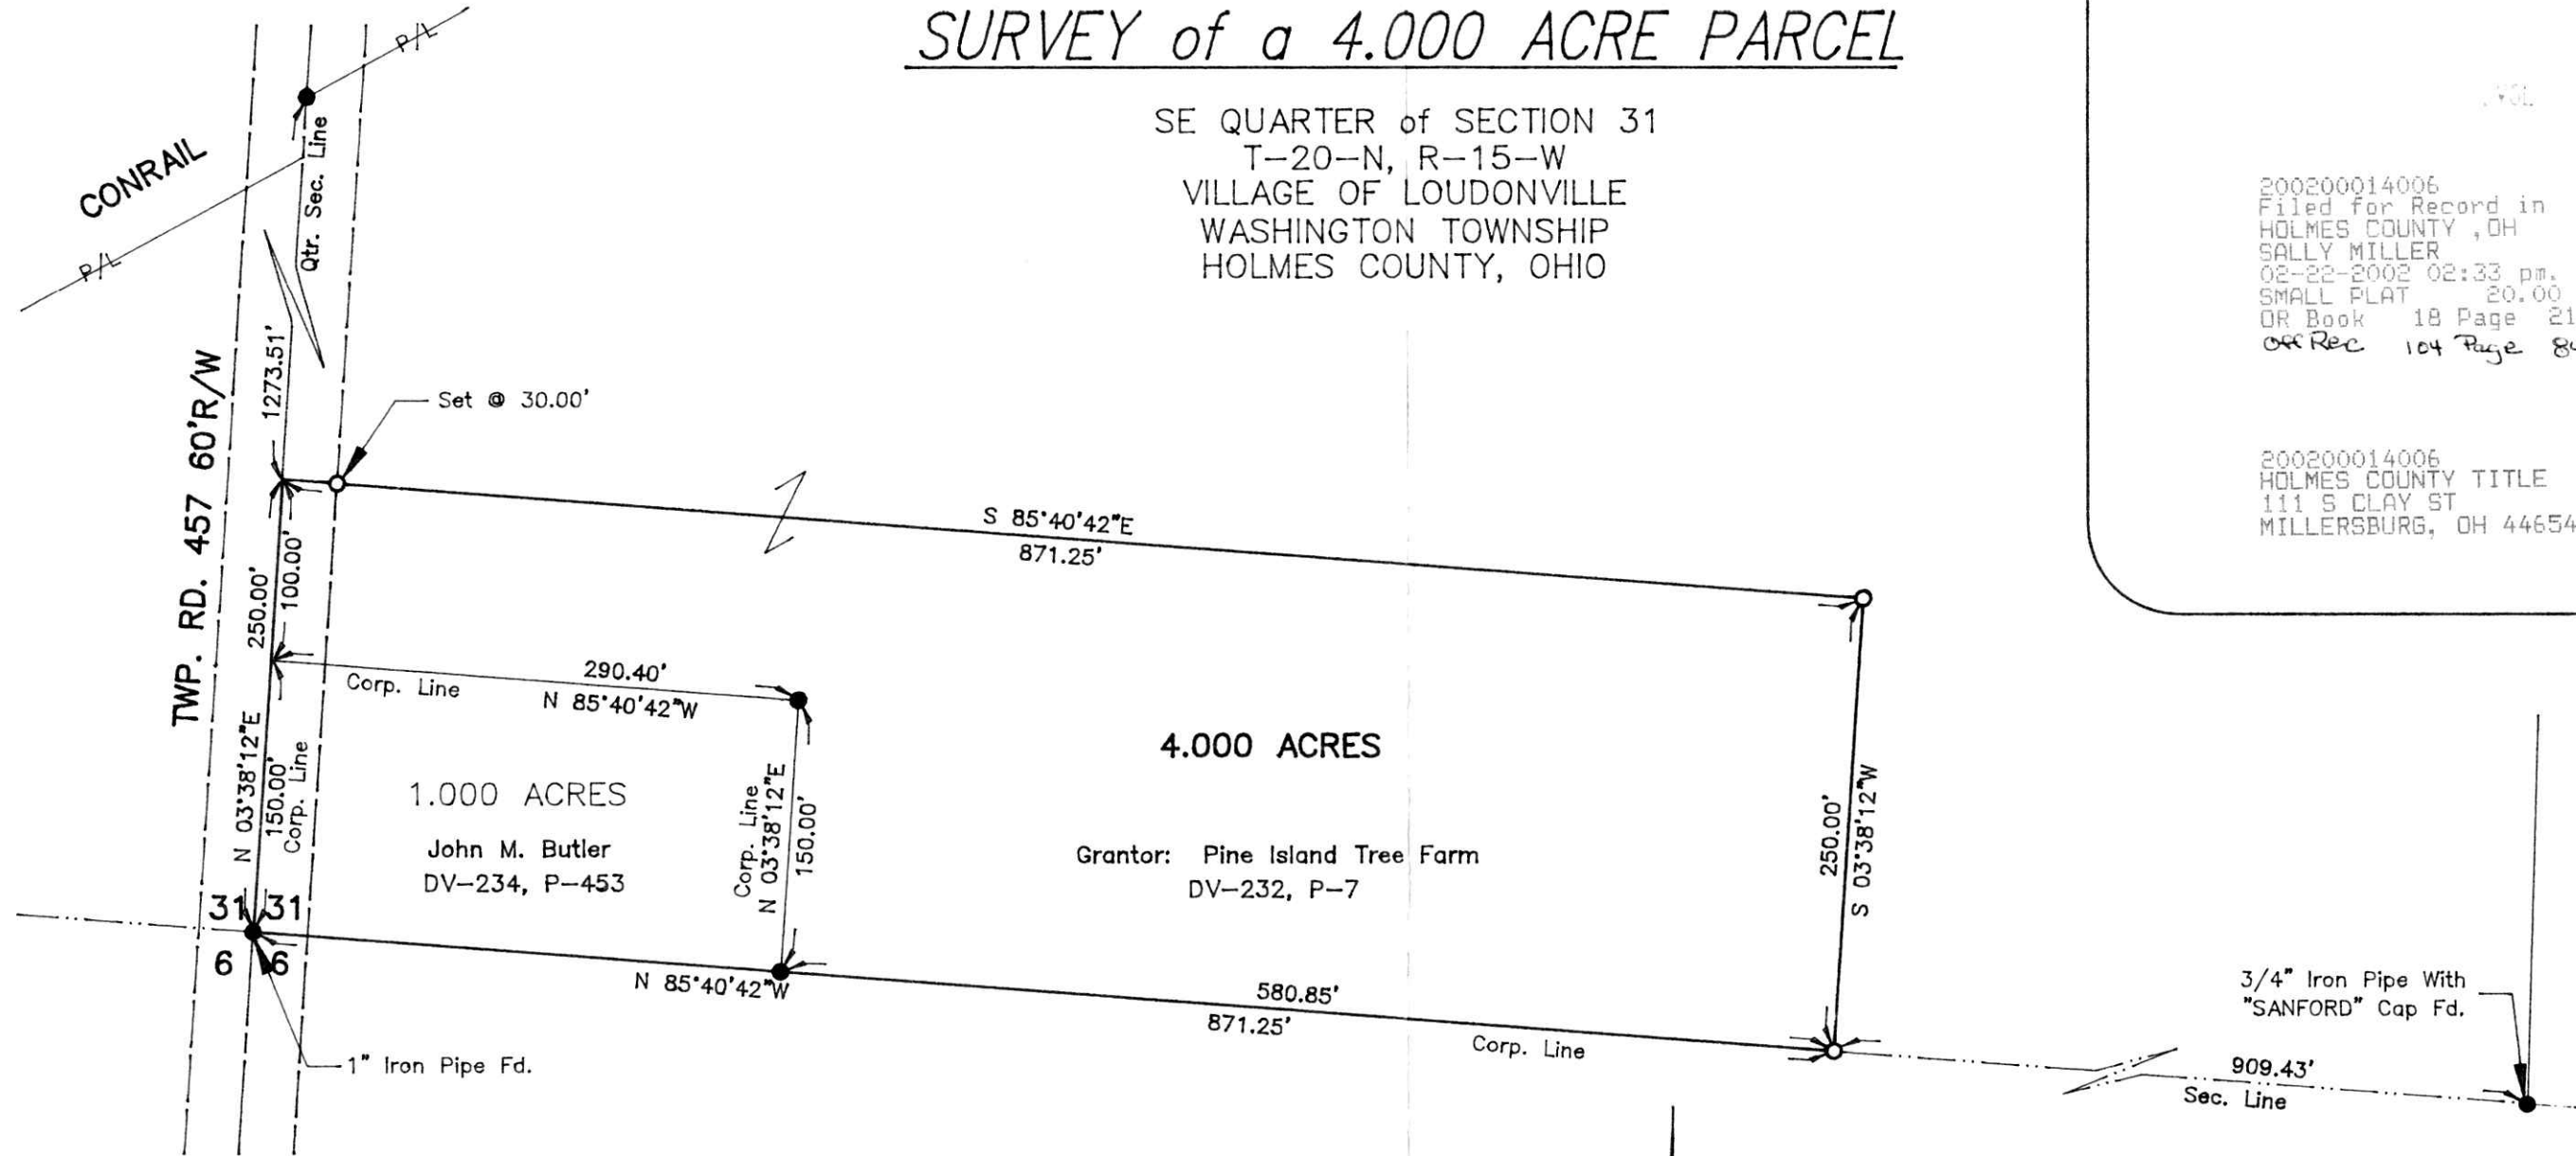 SURVEY of a 4.000 ACRE PARCEL
SE QUARTER of SECTION 31
T-20-N, R-15-W
VILLAGE OF LOUDONVILLE
WASHINGTON TOWNSHIP
HOLMES COUNTY, OHIO
200200014006
Filed for Record in
HOLMES COUNTY ,OH
SALLY MILLER
02-22-2002 02:33 pm.
SMALL PLAT 20.00
OR Book 18 Page 21
Off Rec 104 Page
200200014006
HOLMES COUNTY TITLE
111 S CLAY ST
MILLERSBURG, OH 44654
P/L
CONRAIL
P/L
Qtr. Sec. Line
1273.51'
TWP. RD. 457 60'R/W
Set @ 30.00'
S 85°40'42"E
871.25'
250.00'
100.00'
290.40'
Corp. Line
N 85°40'42"W
N 03°38'12"E
150.00'
Corp. Line
1.000 ACRES
John M. Butler
DV-234, P-453
Corp. Line
N 03°38'12"E
150.00'
4.000 ACRES
Grantor: Pine Island Tree Farm
DV-232, P-7
250.00'
S 03°38'12"W
31 31
6 6
N 85°40'42"W
580.85'
871.25'
Corp. Line
1" Iron Pipe Fd.
3/4" Iron Pipe With
"SANFORD" Cap Fd.
909.43'
Sec. Line